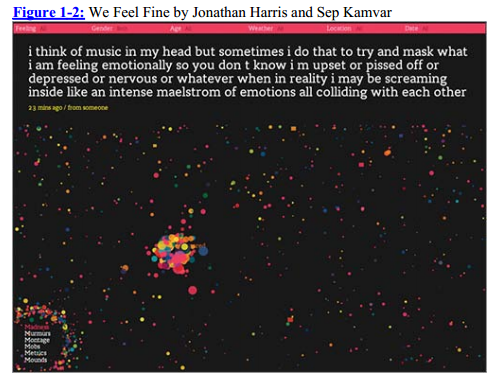 Figure 1-2: We Feel Fine by Jonathan Harris and Sep Kamvar
Feeling Gender Age Weather Location Date
i think of music in my head but sometimes i do that to try and mask what
i am feeling emotionally so you don t know i m upset or pissed off or
depressed or nervous or whatever when in reality i may be screaming
inside like an intense maelstrom of emotions all colliding with each other
23 mins ago / from someone
Madness
Murmurs
Montage
Mobs
Metrics
Mounds